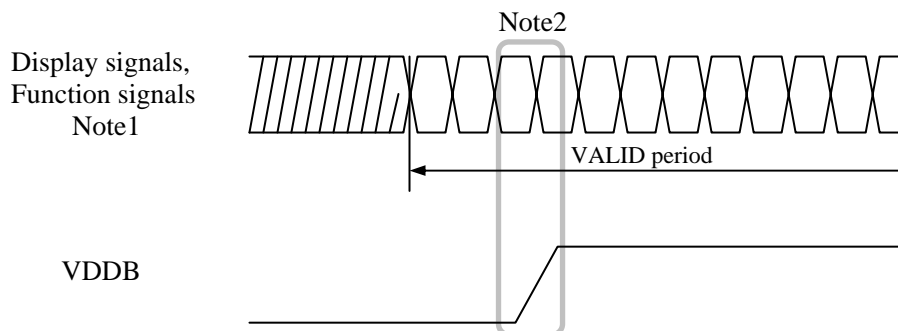 Note2
Display signals,
Function signals
Note1
VALID period
VDDB